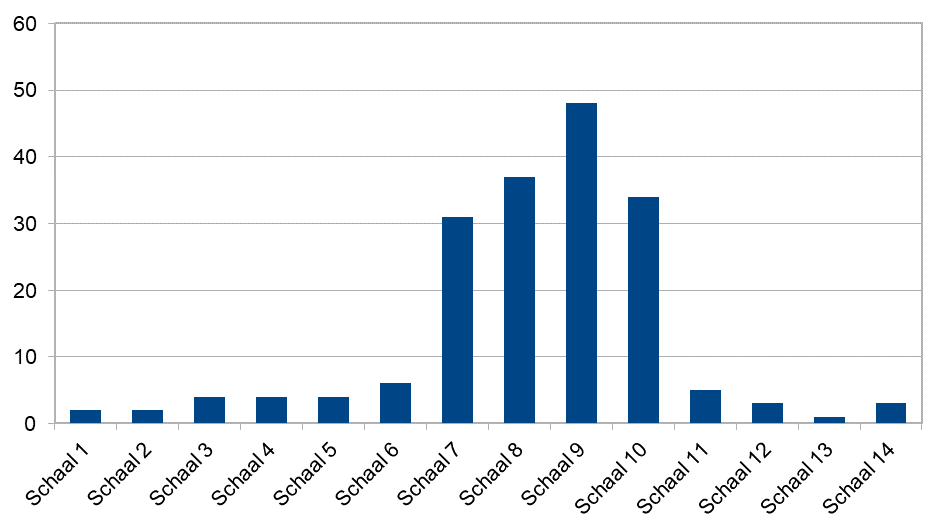 60
50
40
30
20
10
0
Schaal 1
Schaal 2
Schaal 3
Schaal 4
Schaal 5
Schaal 6
Schaal 7
Schaal 8
Schaal 9
Schaal 10
Schaal 11
Schaal 12
Schaal 13
Schaal 14